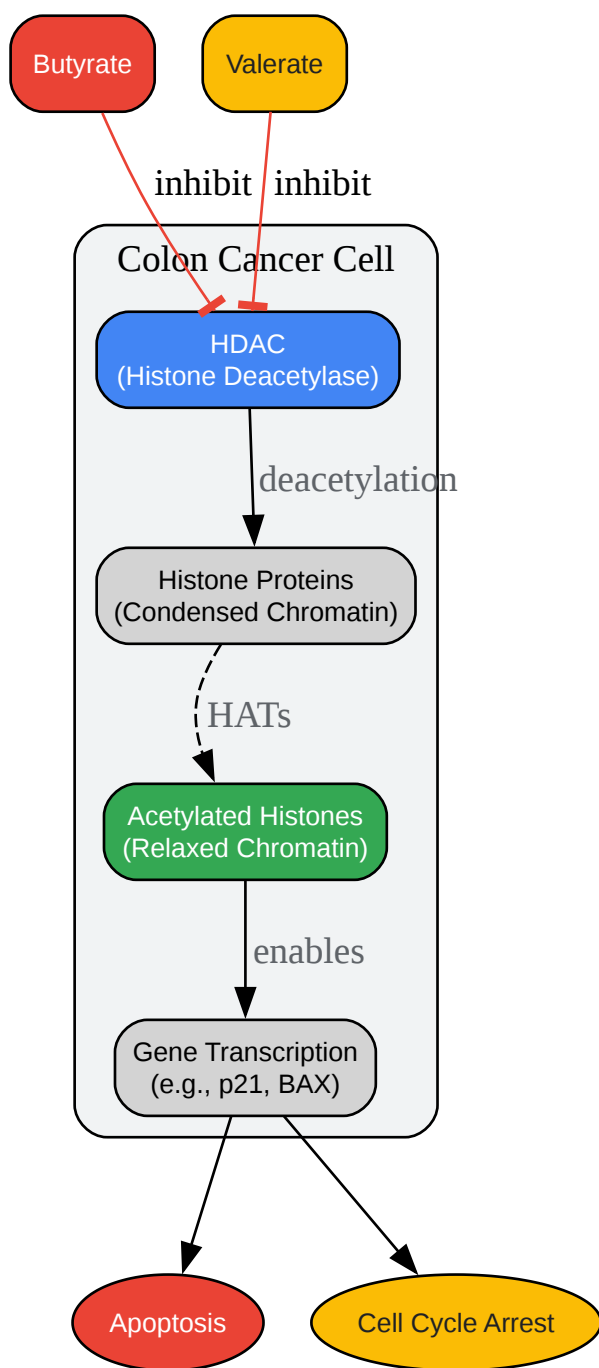 Butyrate
Valerate
inhibit
inhibit
Colon Cancer Cell
HDAC
(Histone Deacetylase)
deacetylation
Histone Proteins
(Condensed Chromatin)
HATs
Acetylated Histones
(Relaxed Chromatin)
enables
Gene Transcription
(e.g., p21, BAX)
Apoptosis
Cell Cycle Arrest